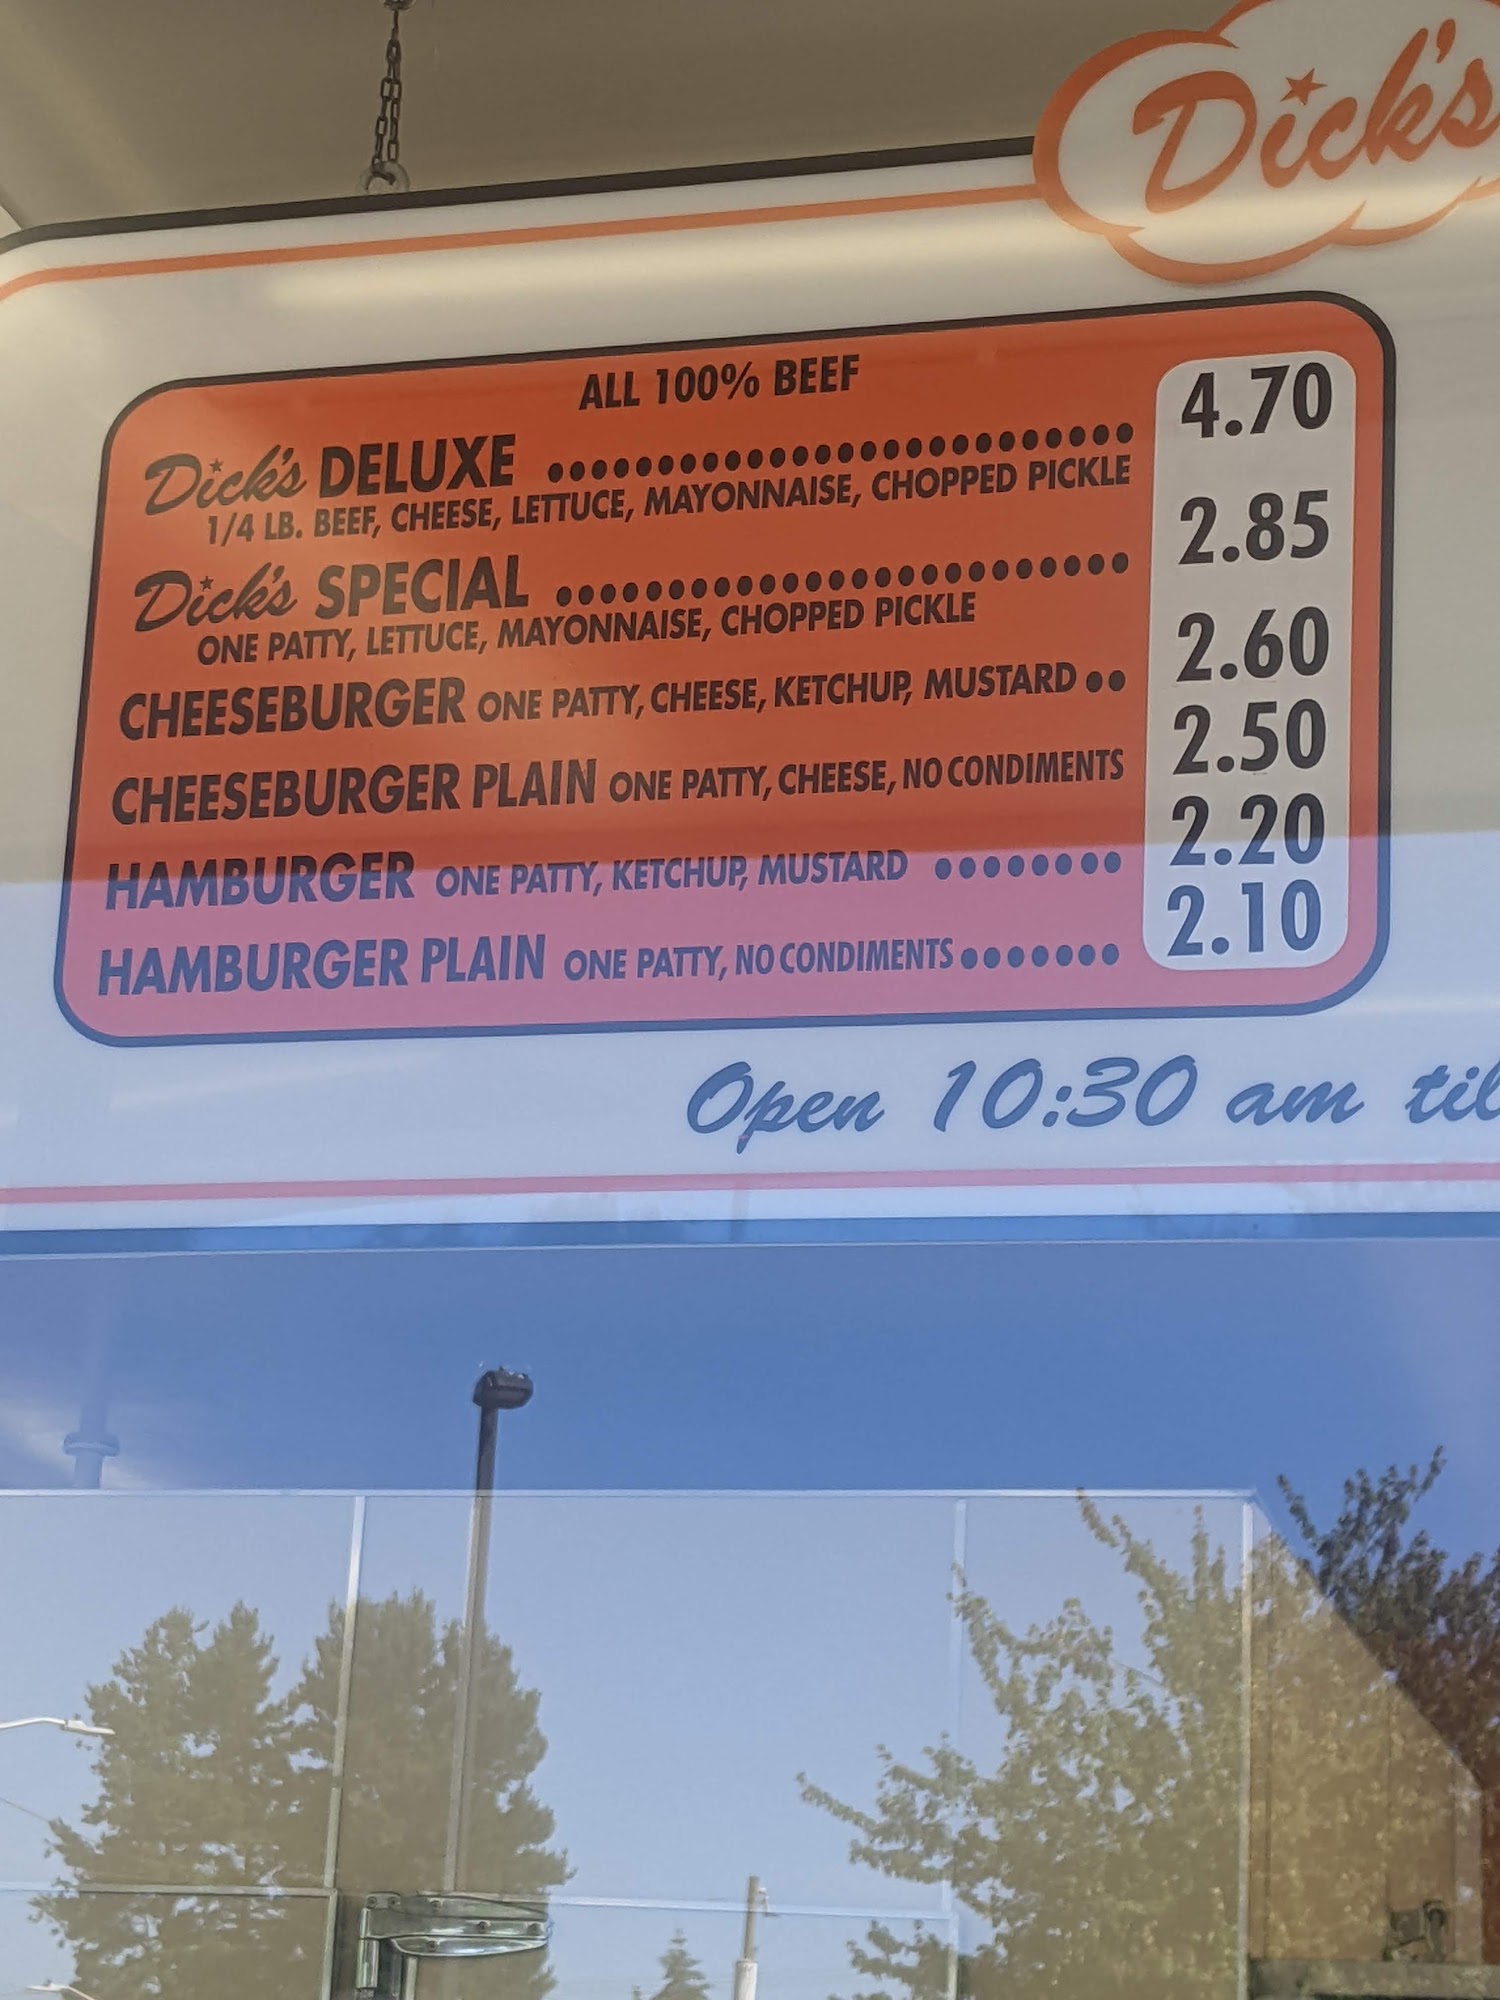 Dick's
ALL 100% BEEF
Dick's DELUXE ........................... 4.70
1/4 LB. BEEF, CHEESE, LETTUCE, MAYONNAISE, CHOPPED PICKLE
Dick's SPECIAL .......................... 2.85
ONE PATTY, LETTUCE, MAYONNAISE, CHOPPED PICKLE
CHEESEBURGER ONE PATTY, CHEESE, KETCHUP, MUSTARD .. 2.60
CHEESEBURGER PLAIN ONE PATTY, CHEESE, NO CONDIMENTS 2.50
HAMBURGER ONE PATTY, KETCHUP, MUSTARD ........ 2.20
HAMBURGER PLAIN ONE PATTY, NO CONDIMENTS ....... 2.10
Open 10:30 am til